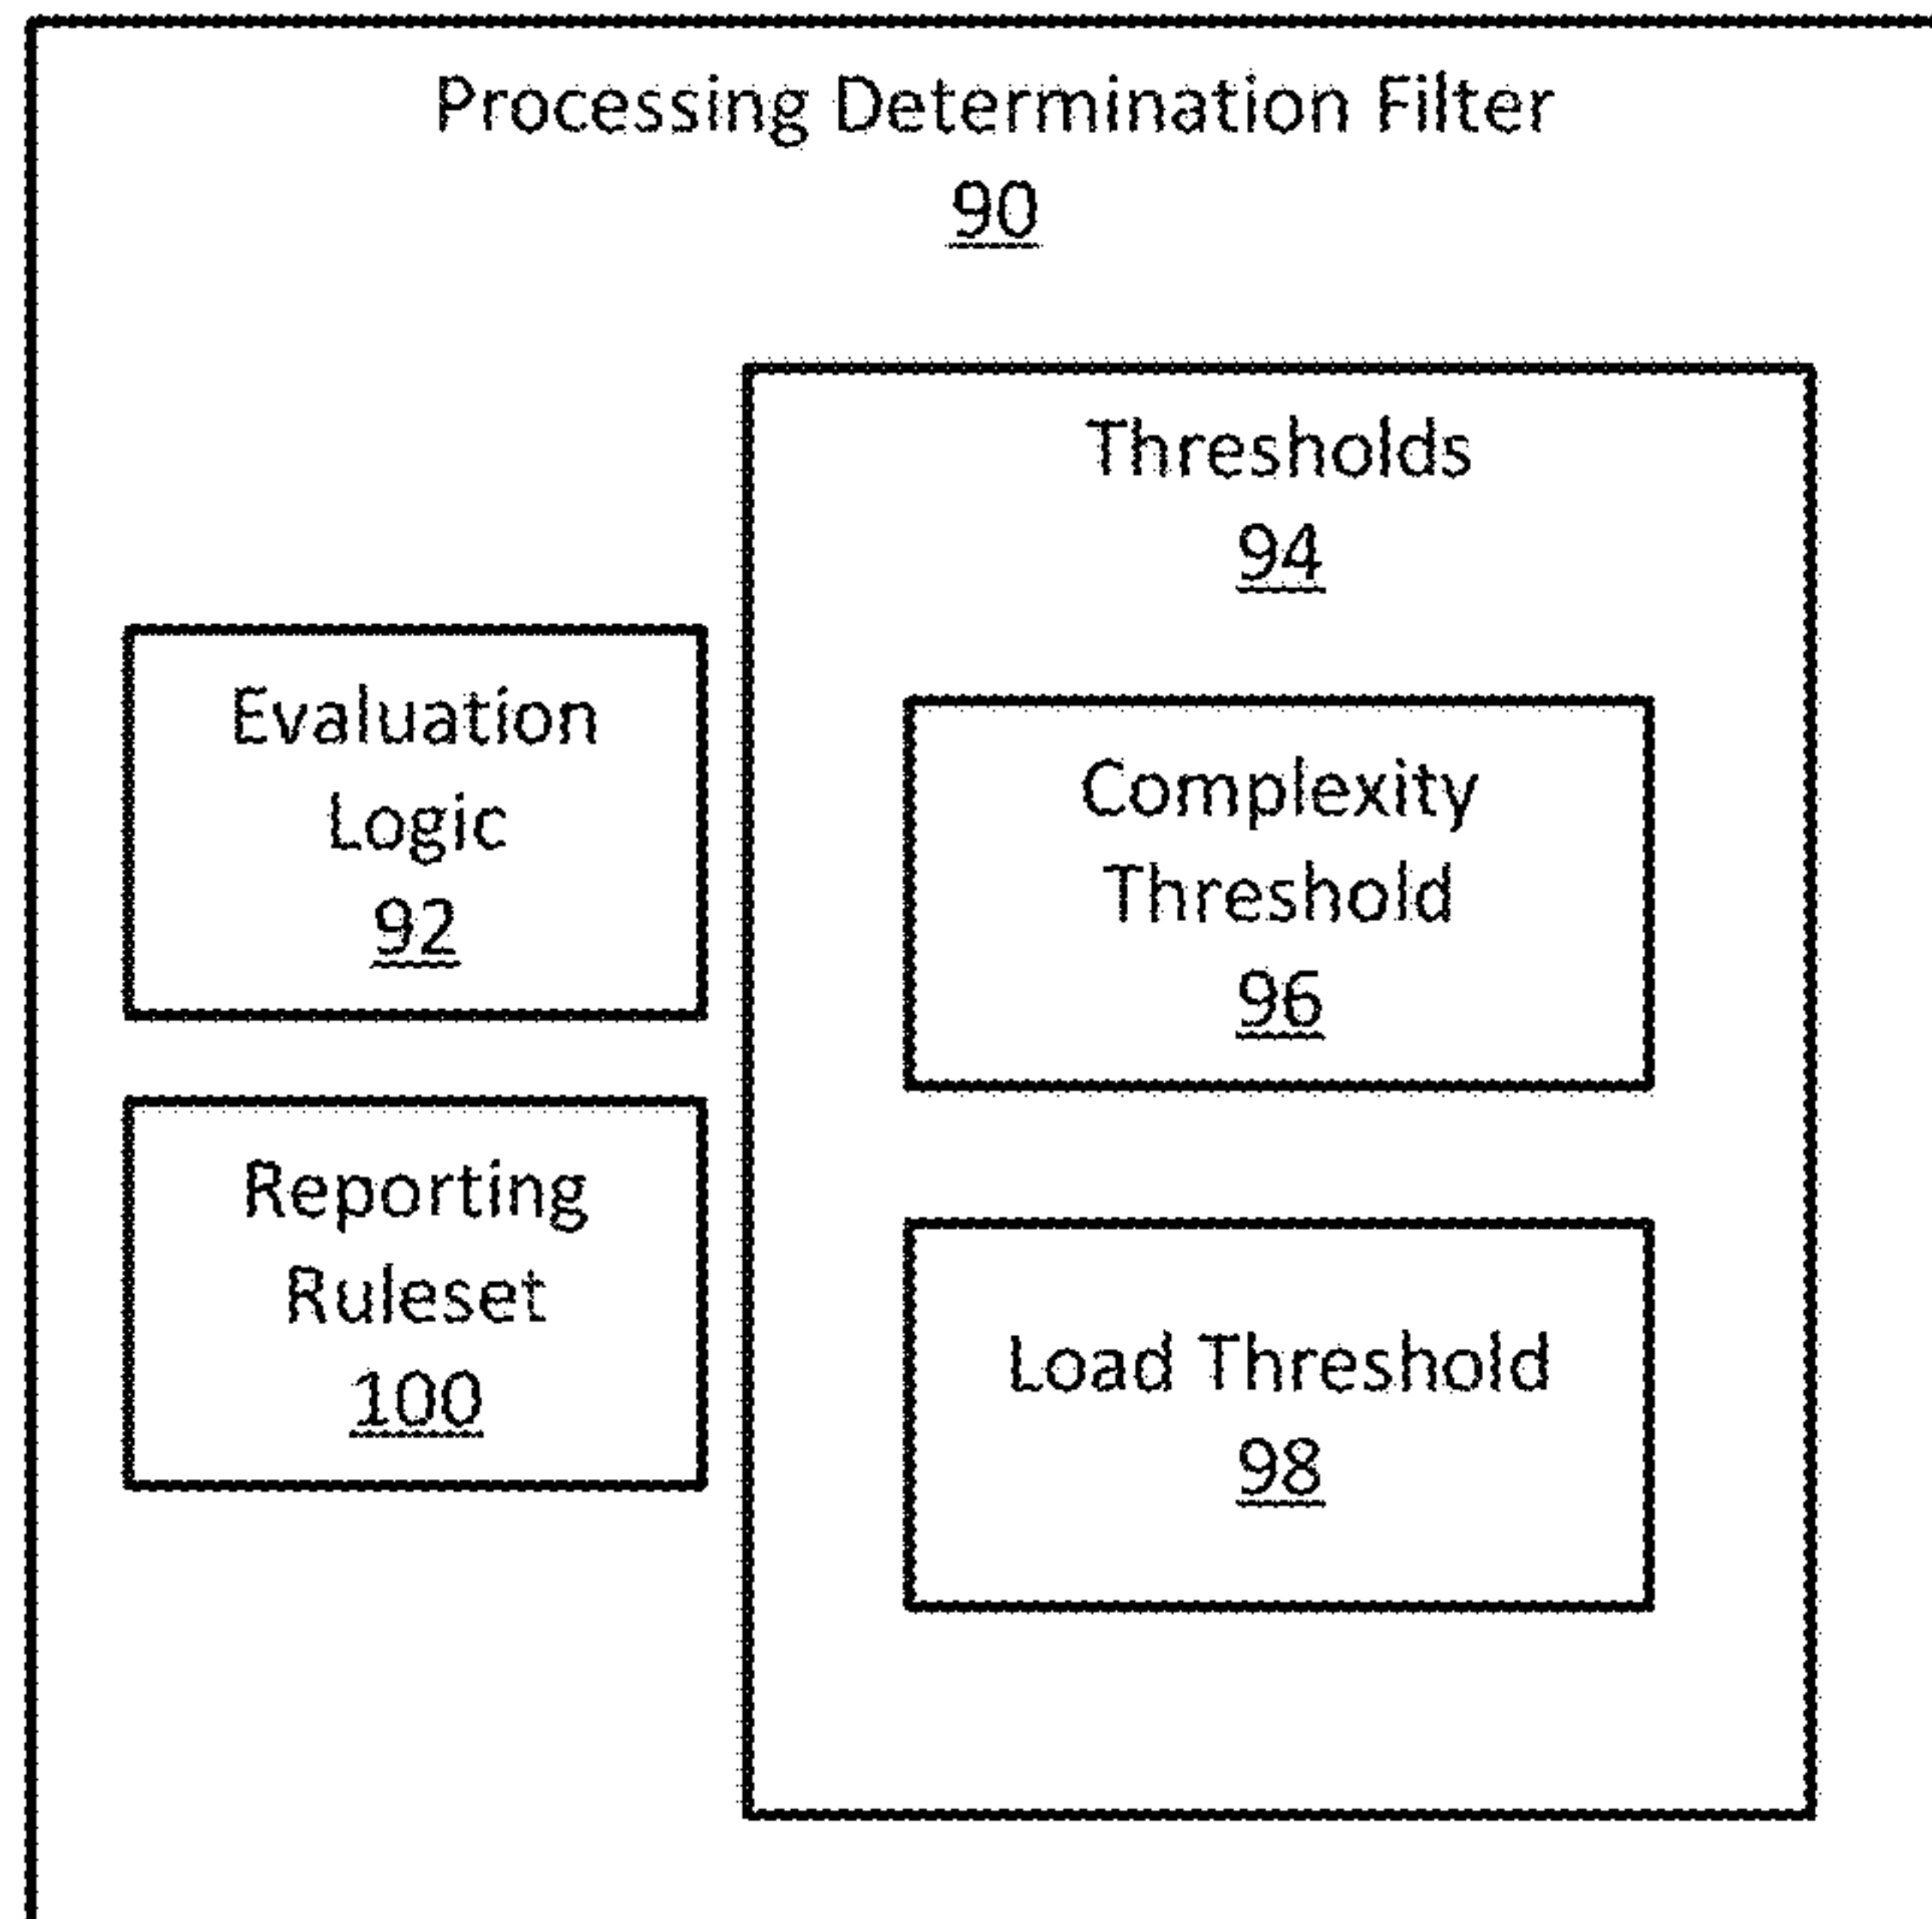 Processing Determination Filter
90
Thresholds
94
Evaluation
Logic
92
Complexity
Threshold
96
Reporting
Ruleset
100
Load Threshold
98